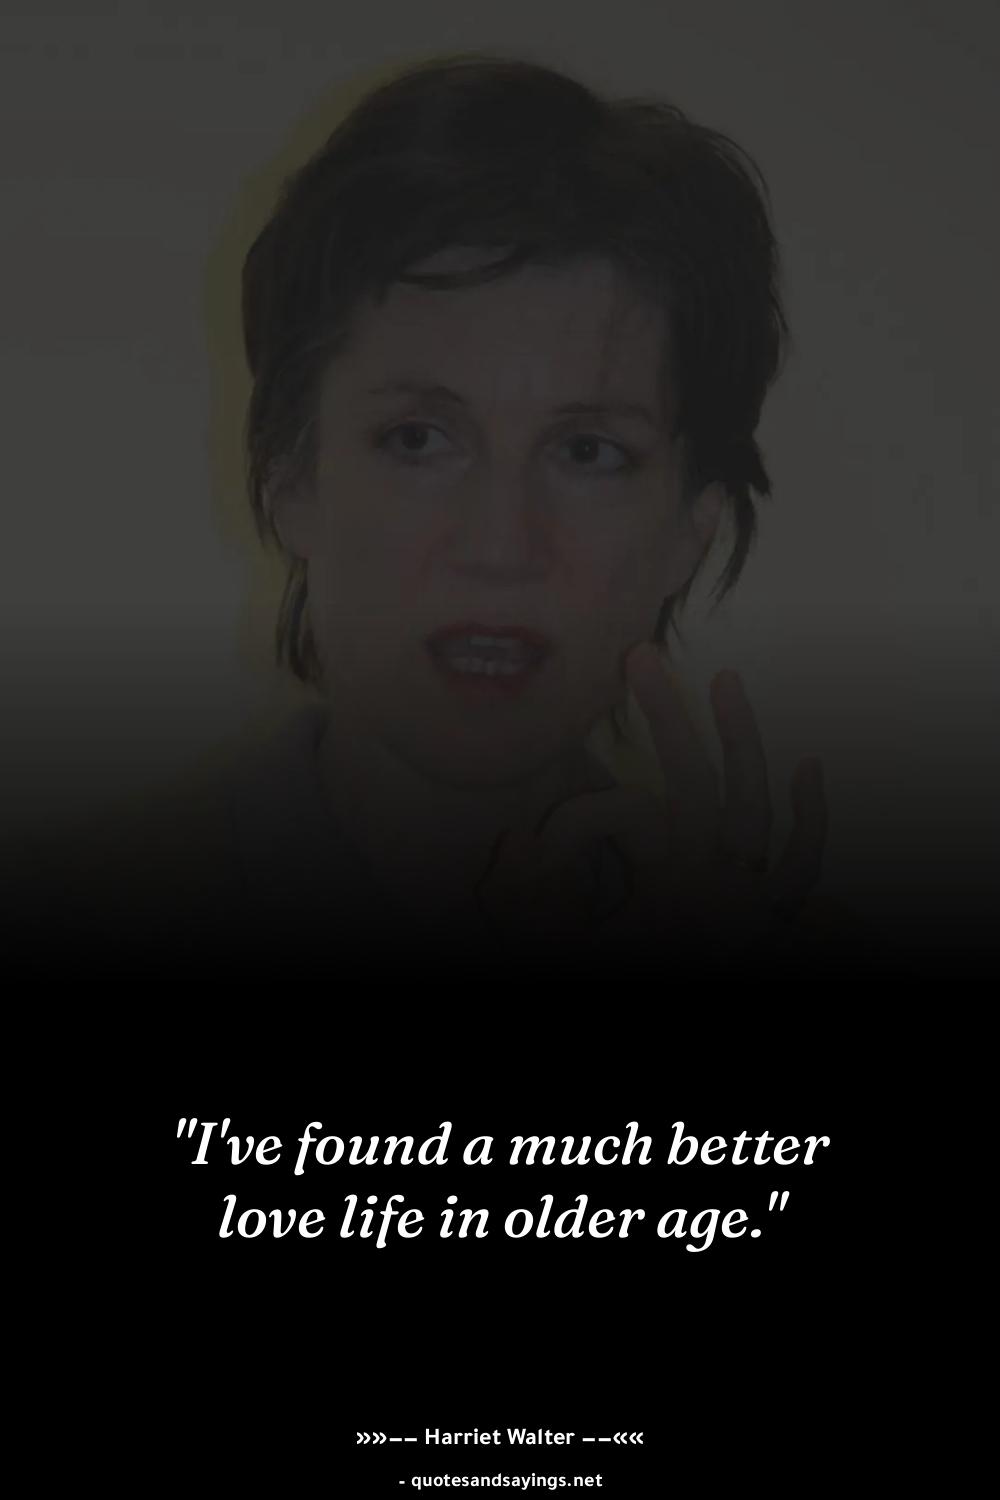 "I've found a much better
love life in older age."
»»–– Harriet Walter ––««
- quotesandsayings.net